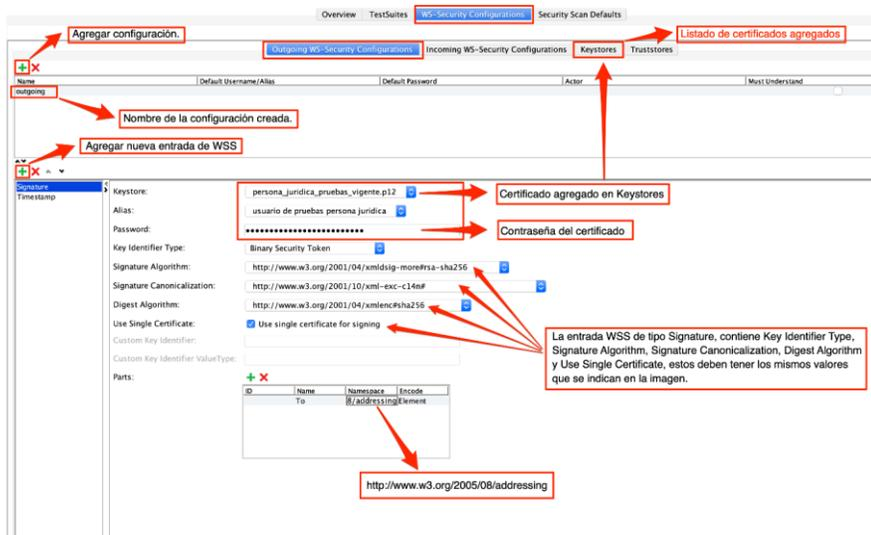 Overview TestSuites WS-Security Configurations Security Scan Defaults
Agregar configuración.
Listado de certificados agregados
Outgoing WS-Security Configurations Incoming WS-Security Configurations Keystores Truststores
Name Default Username/Alias Default Password Actor Must Understand
outgoing
Nombre de la configuración creada.
Agregar nueva entrada de WSS
Signature
Timestamp
Keystore: persona_juridica_pruebas_vigente.p12
Certificado agregado en Keystores
Alias: usuario de pruebas persona juridica
Password: •••••••••••••••••••••••••
Contraseña del certificado
Key Identifier Type: Binary Security Token
Signature Algorithm: http://www.w3.org/2001/04/xmldsig-more#rsa-sha256
Signature Canonicalization: http://www.w3.org/2001/10/xml-exc-c14n#
Digest Algorithm: http://www.w3.org/2001/04/xmlenc#sha256
Use Single Certificate: Use single certificate for signing
Custom Key Identifier:
Custom Key Identifier ValueType:
La entrada WSS de tipo Signature, contiene Key Identifier Type,
Signature Algorithm, Signature Canonicalization, Digest Algorithm
y Use Single Certificate, estos deben tener los mismos valores
que se indican en la imagen.
Parts:
ID Name Namespace Encode
To 8/addressing Element
http://www.w3.org/2005/08/addressing